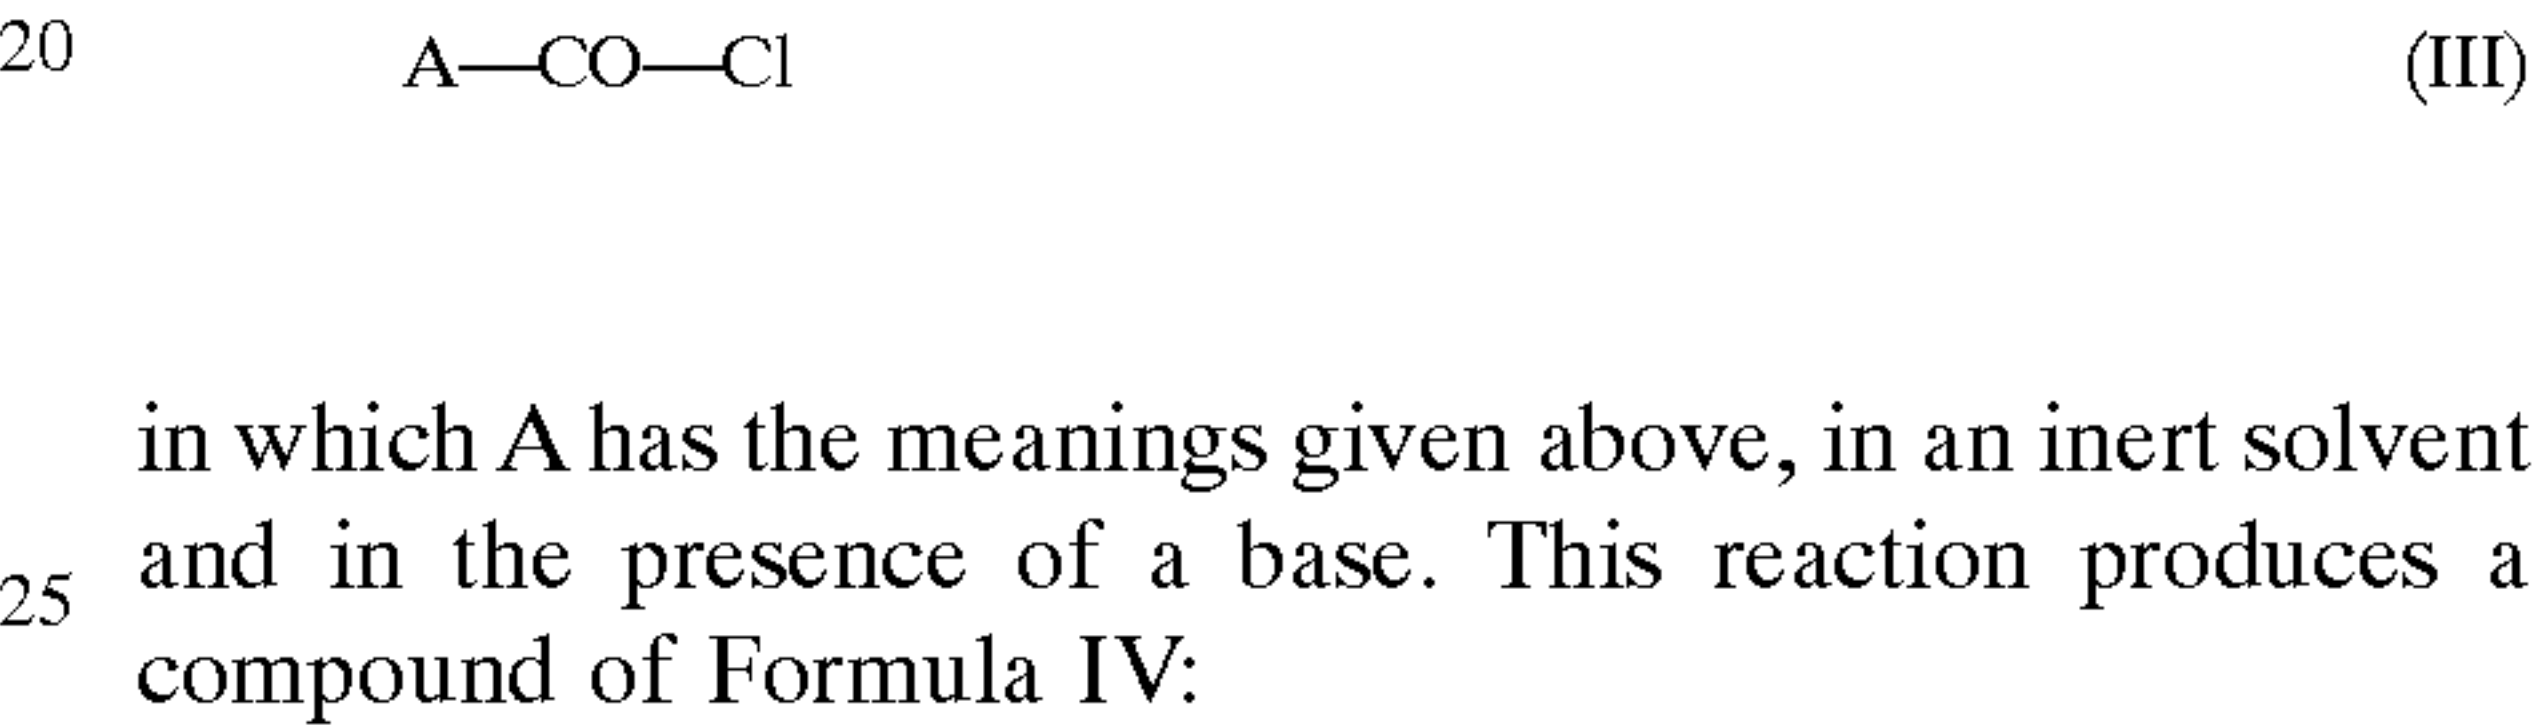 20 A—CO—Cl (III)
in which A has the meanings given above, in an inert solvent
and in the presence of a base. This reaction produces a
25
compound of Formula IV: